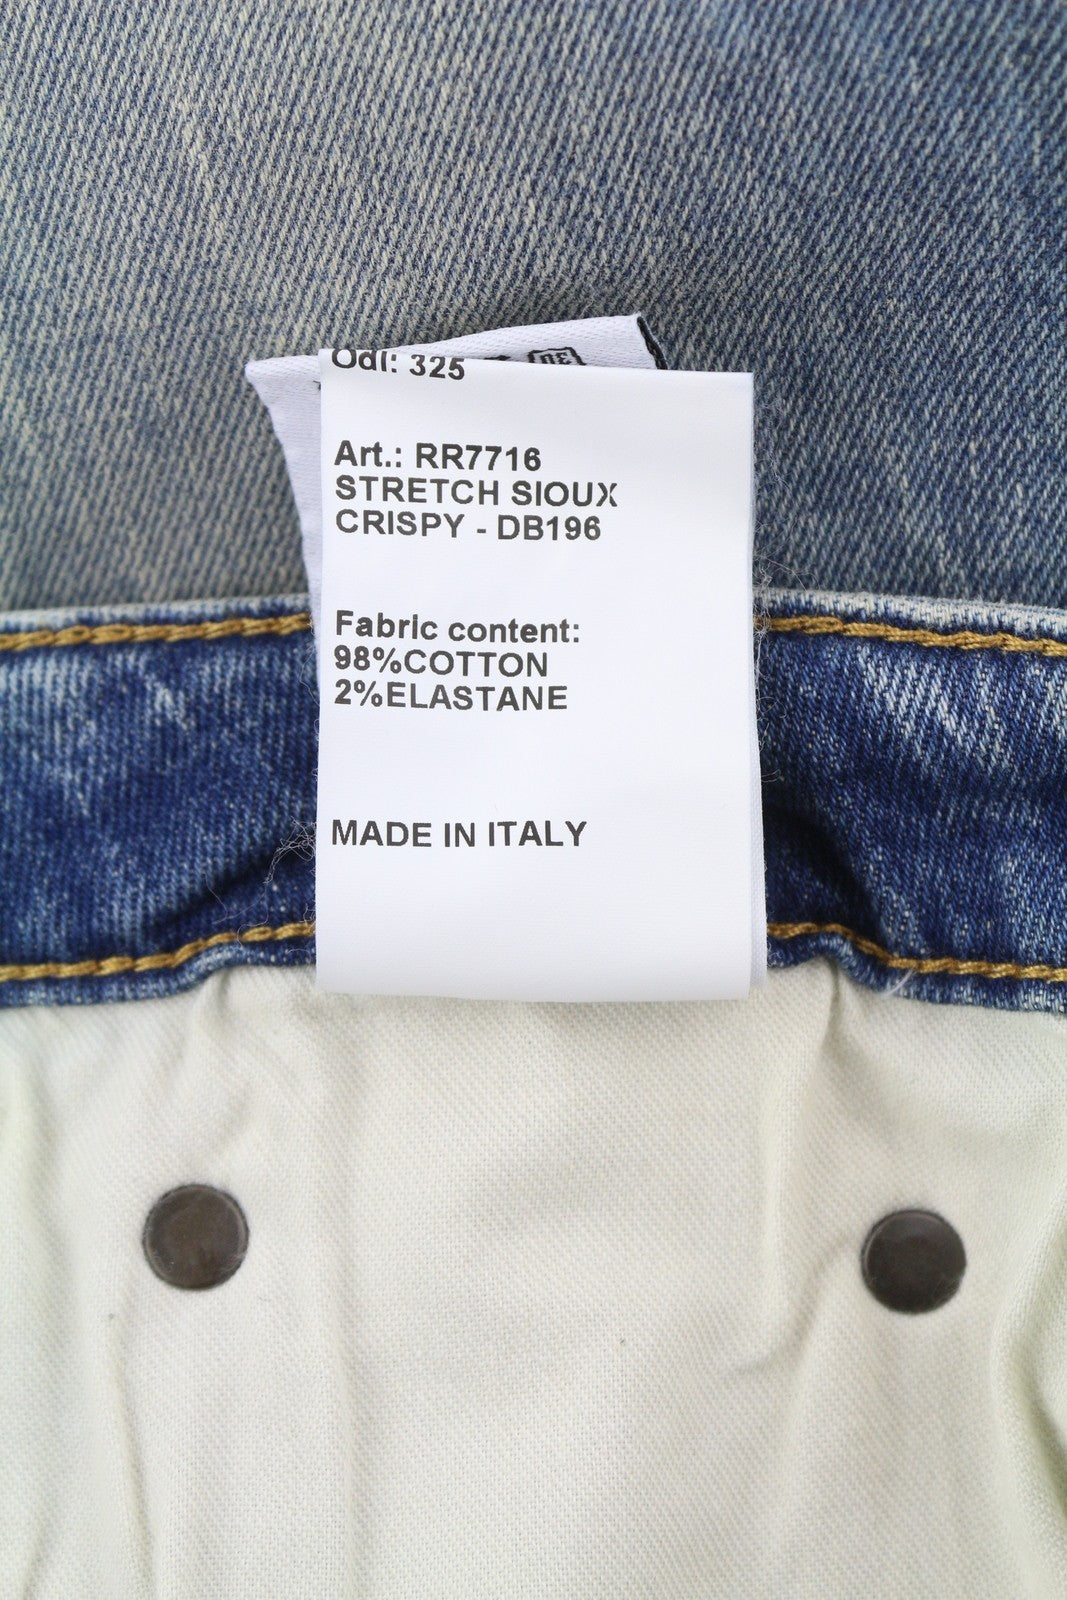 Odl: 325
Art.: RR7716
STRETCH SIOUX
CRISPY - DB196
Fabric content:
98%COTTON
2%ELASTANE
MADE IN ITALY